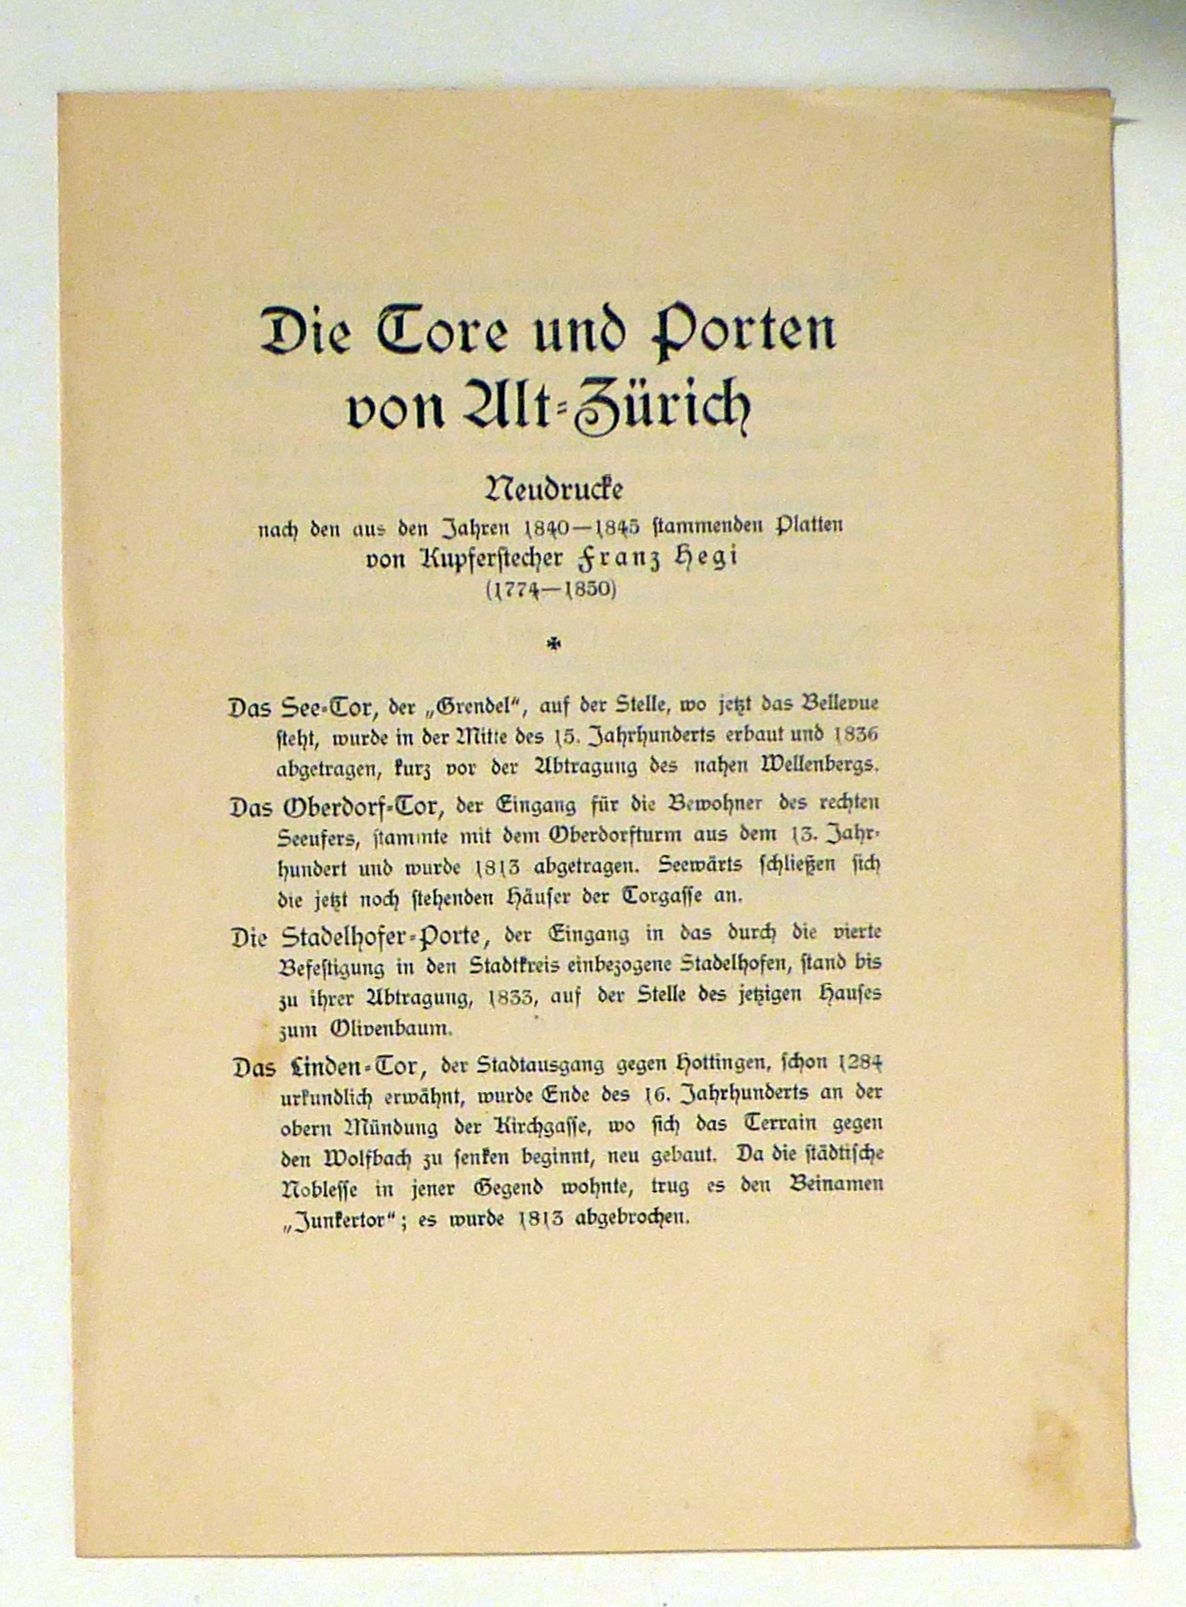 Die Tore und Porten
von Alt-Zürich
Neudrucke
nach den aus den Jahren 1840—1845 stammenden Platten
von Kupferstecher Franz Hegi
(1774—1850)
✠
Das See-Tor, der „Grendel“, auf der Stelle, wo jetzt das Bellevue
steht, wurde in der Mitte des 15. Jahrhunderts erbaut und 1836
abgetragen, kurz vor der Abtragung des nahen Wellenbergs.
Das Oberdorf-Tor, der Eingang für die Bewohner des rechten
Seeufers, stammte mit dem Oberdorfturm aus dem 13. Jahr-
hundert und wurde 1813 abgetragen. Seewärts schließen sich
die jetzt noch stehenden Häuser der Torgasse an.
Die Stadelhofer-Porte, der Eingang in das durch die vierte
Befestigung in den Stadtkreis einbezogene Stadelhofen, stand bis
zu ihrer Abtragung, 1833, auf der Stelle des jetzigen Hauses
zum Olivenbaum.
Das Linden-Tor, der Stadtausgang gegen Hottingen, schon 1284
urkundlich erwähnt, wurde Ende des 16. Jahrhunderts an der
obern Mündung der Kirchgasse, wo sich das Terrain gegen
den Wolfbach zu senken beginnt, neu gebaut. Da die städtische
Noblesse in jener Gegend wohnte, trug es den Beinamen
„Junkertor“; es wurde 1813 abgebrochen.